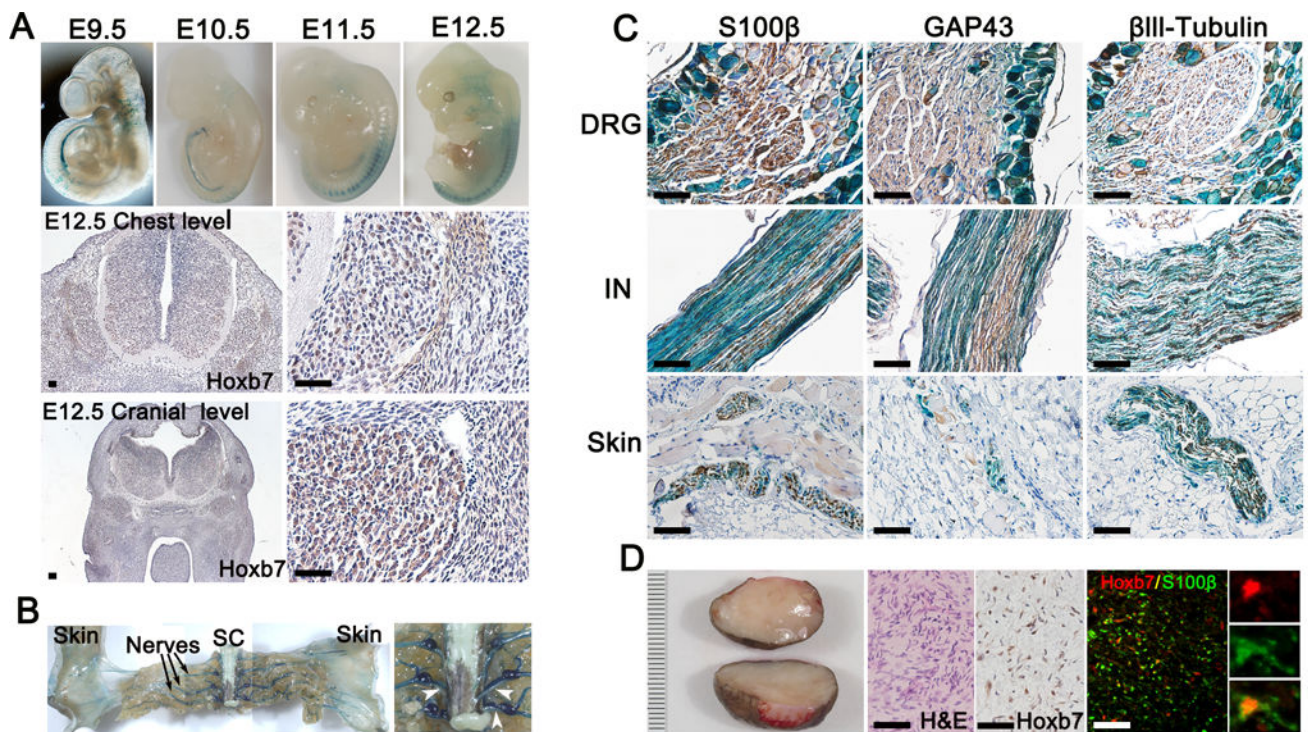 A
E9.5 E10.5 E11.5 E12.5
E12.5 Chest level
Hoxb7
E12.5 Cranial level
Hoxb7
B
Skin Nerves SC Skin
C
S100β GAP43 βIII-Tubulin
DRG
IN
Skin
D
H&E
Hoxb7
Hoxb7/S100β